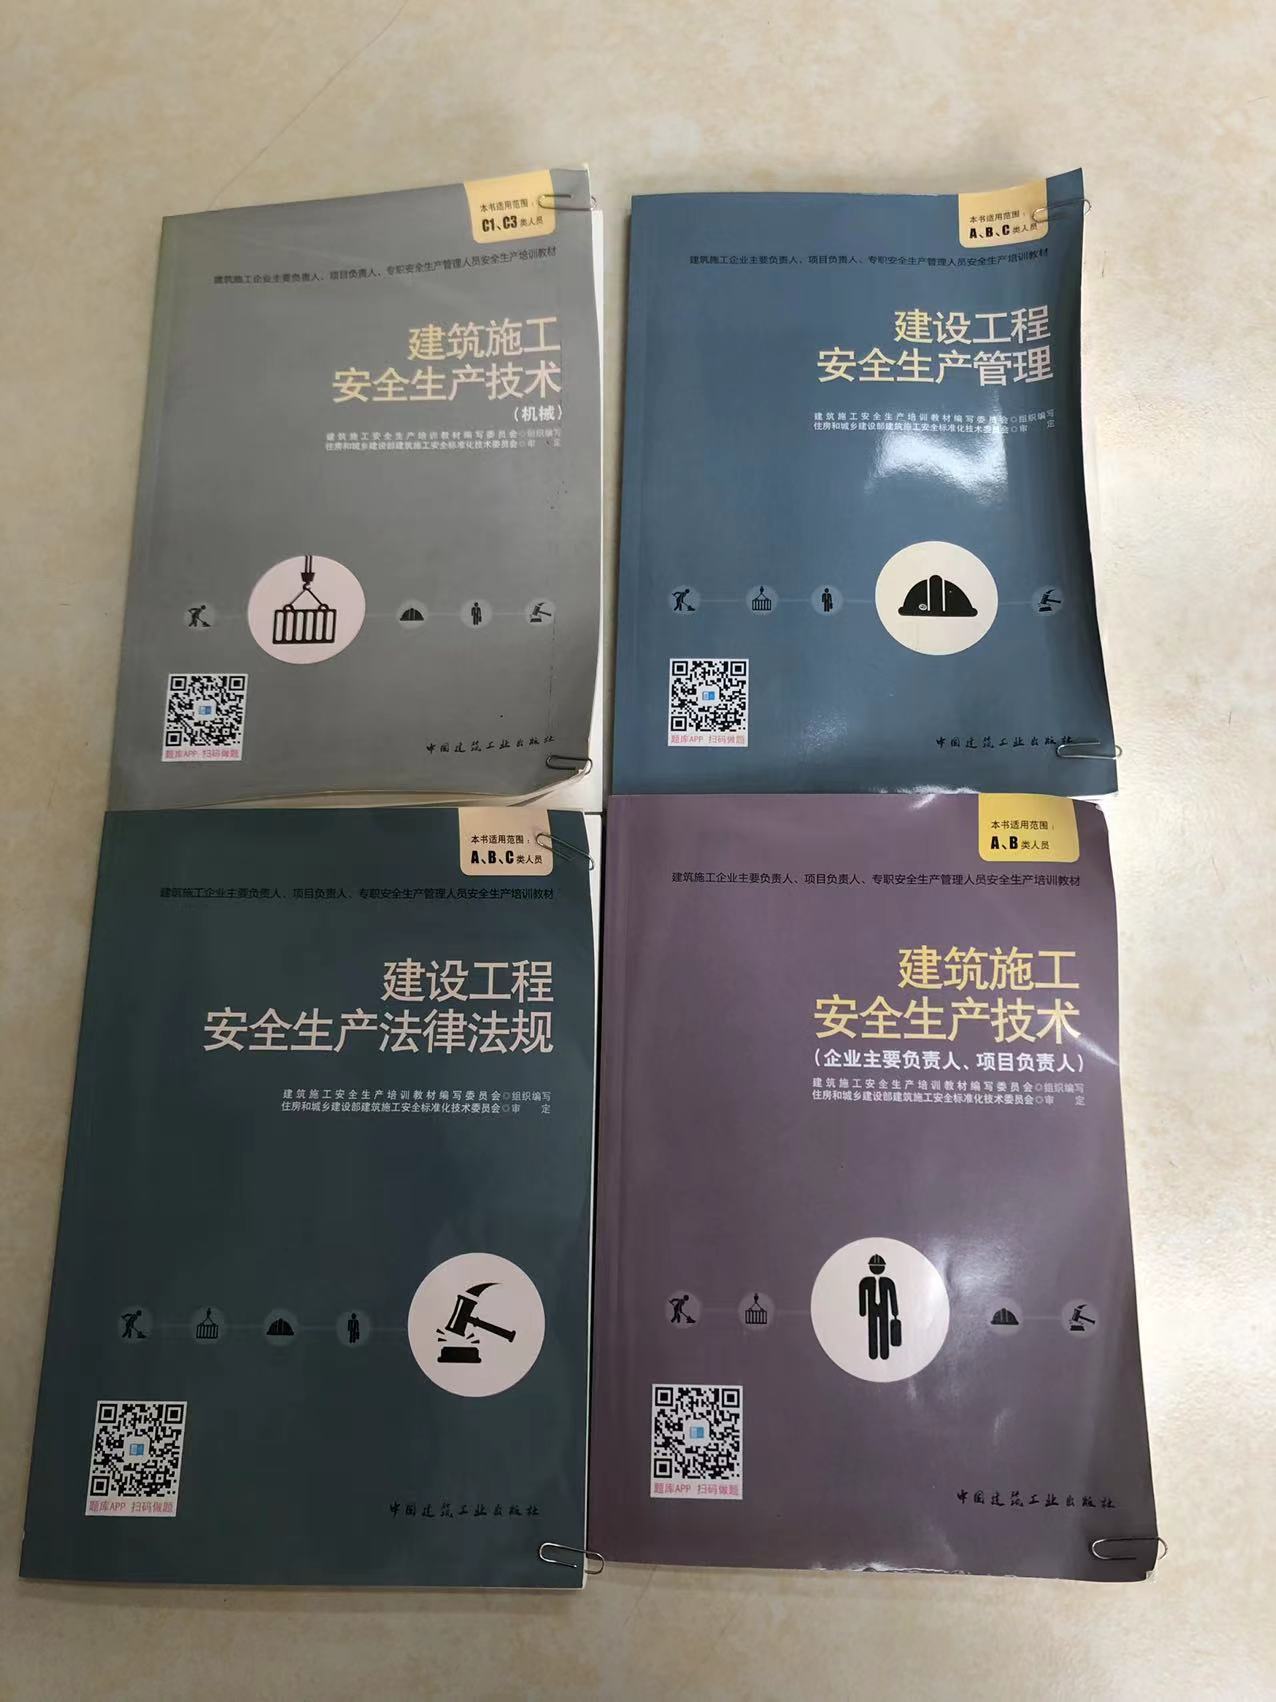 本书适用范围：
C1、C3 类人员
建筑施工企业主要负责人、项目负责人、专职安全生产管理人员安全生产培训教材
建筑施工
安全生产技术
（机械）
建筑施工安全生产培训教材编写委员会◎组织编写
住房和城乡建设部建筑施工安全标准化技术委员会◎审 定
题库APP 扫码做题
中国建筑工业出版社
本书适用范围：
A、B、C 类人员
建筑施工企业主要负责人、项目负责人、专职安全生产管理人员安全生产培训教材
建设工程
安全生产管理
建筑施工安全生产培训教材编写委员会◎组织编写
住房和城乡建设部建筑施工安全标准化技术委员会◎审 定
题库APP 扫码做题
中国建筑工业出版社
本书适用范围：
A、B、C 类人员
建筑施工企业主要负责人、项目负责人、专职安全生产管理人员安全生产培训教材
建设工程
安全生产法律法规
建筑施工安全生产培训教材编写委员会◎组织编写
住房和城乡建设部建筑施工安全标准化技术委员会◎审 定
题库APP 扫码做题
中国建筑工业出版社
本书适用范围：
A、B 类人员
建筑施工企业主要负责人、项目负责人、专职安全生产管理人员安全生产培训教材
建筑施工
安全生产技术
（企业主要负责人、项目负责人）
建筑施工安全生产培训教材编写委员会◎组织编写
住房和城乡建设部建筑施工安全标准化技术委员会◎审 定
题库APP 扫码做题
中国建筑工业出版社